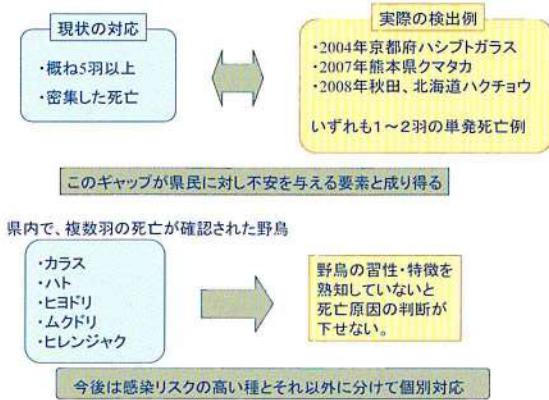 現状の対応
・概ね5羽以上
・密集した死亡
実際の検出例
・2004年京都府ハシブトガラス
・2007年熊本県クマタカ
・2008年秋田、北海道ハクチョウ
いずれも1～2羽の単発死亡例
このギャップが県民に対し不安を与える要素と成り得る
県内で、複数羽の死亡が確認された野鳥
・カラス
・ハト
・ヒヨドリ
・ムクドリ
・ヒレンジャク
野鳥の習性・特徴を
熟知していないと
死亡原因の判断が
下せない。
今後は感染リスクの高い種とそれ以外に分けて個別対応